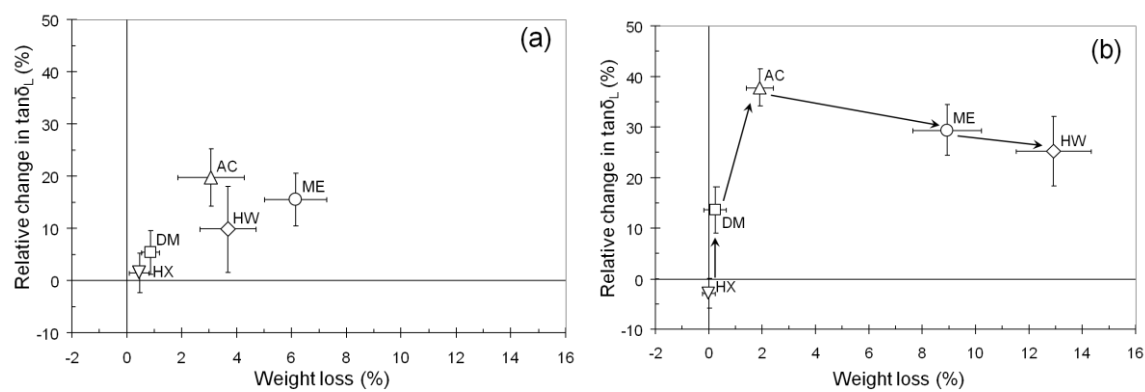 (a)
Relative change in tanδL (%)
50
40
30
20
10
0
-10
AC
ME
HW
DM
HX
-2 0 2 4 6 8 10 12 14 16
Weight loss (%)
(b)
Relative change in tanδL (%)
50
40
30
20
10
0
-10
AC
ME
HW
DM
HX
-2 0 2 4 6 8 10 12 14 16
Weight loss (%)